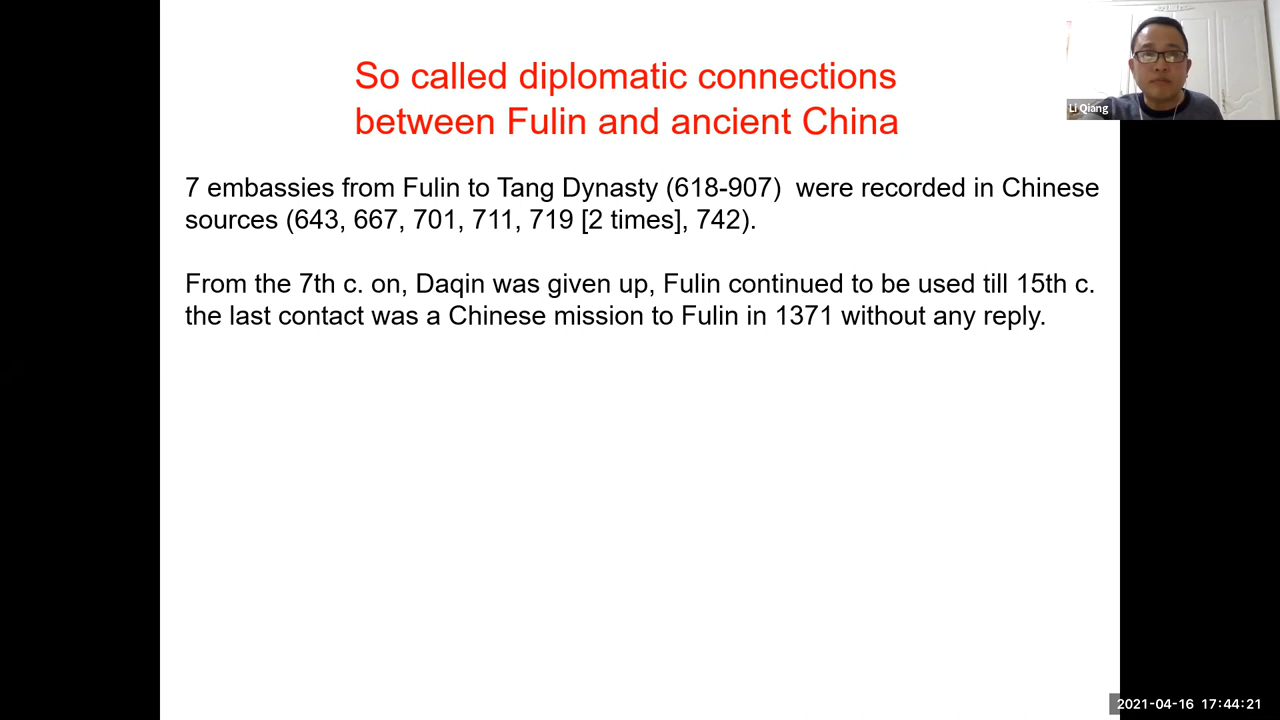 So called diplomatic connections
between Fulin and ancient China
Li Qiang
7 embassies from Fulin to Tang Dynasty (618-907)  were recorded in Chinese
sources (643, 667, 701, 711, 719 [2 times], 742).
From the 7th c. on, Daqin was given up, Fulin continued to be used till 15th c.
the last contact was a Chinese mission to Fulin in 1371 without any reply.
2021-04-16 17:44:21